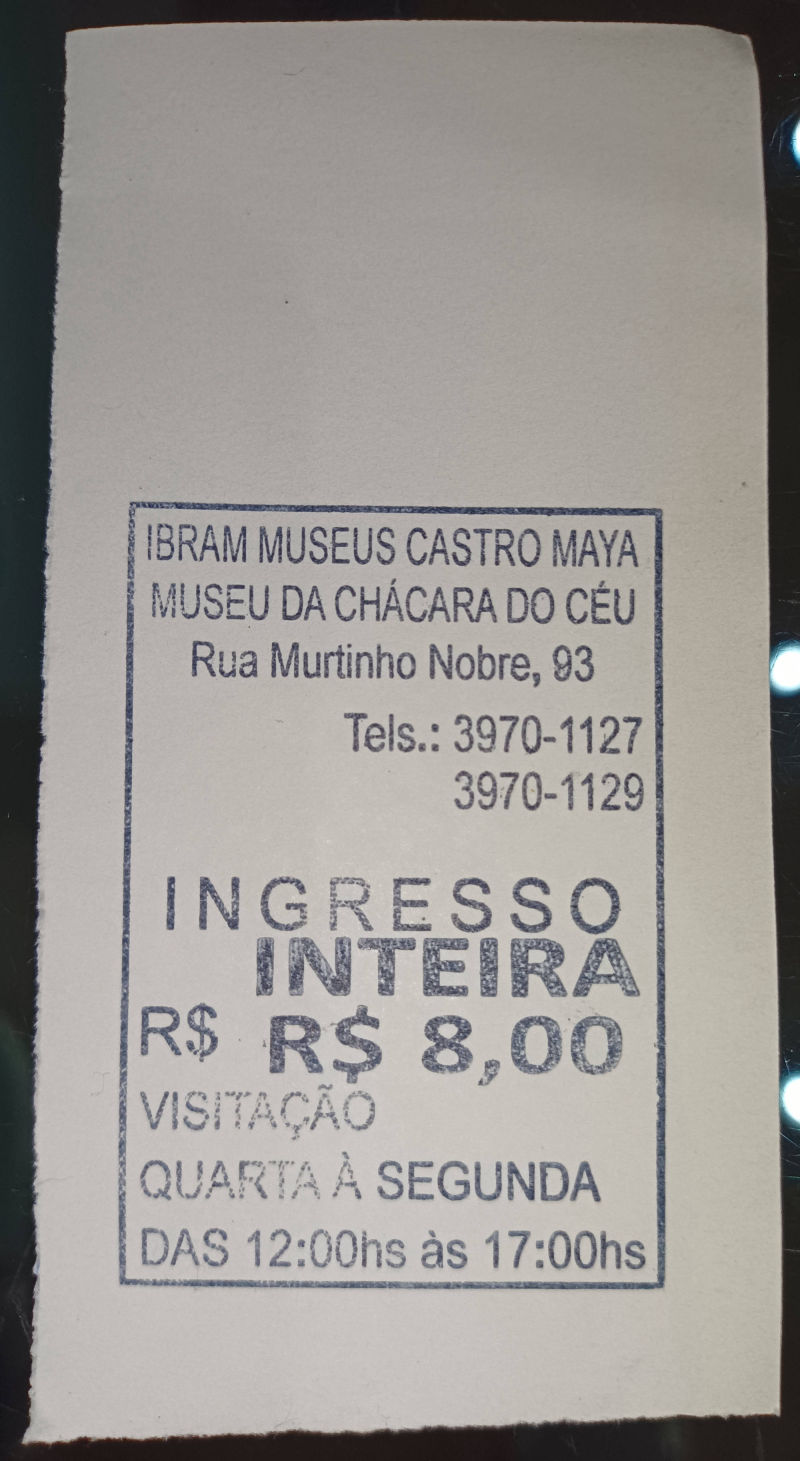 IBRAM MUSEUS CASTRO MAYA
MUSEU DA CHÁCARA DO CÉU
Rua Murtinho Nobre, 93
Tels.: 3970-1127
3970-1129
INGRESSO
INTEIRA
R$ R$ 8,00
VISITAÇÃO
QUARTA À SEGUNDA
DAS 12:00hs às 17:00hs